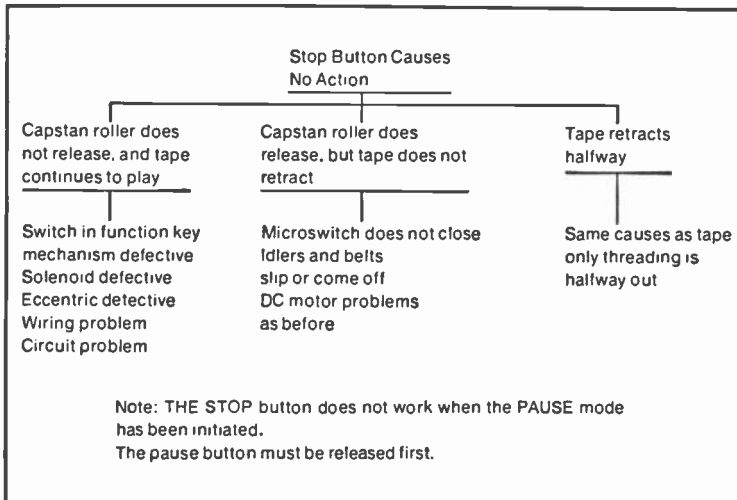 Stop Button Causes
No Action
Capstan roller does
not release, and tape
continues to play
Switch in function key
mechanism defective
Solenoid defective
Eccentric detective
Wiring problem
Circuit problem
Capstan roller does
release, but tape does not
retract
Microswitch does not close
Idlers and belts
slip or come off
DC motor problems
as before
Tape retracts
halfway
Same causes as tape
only threading is
halfway out
Note: THE STOP button does not work when the PAUSE mode
has been initiated.
The pause button must be released first.